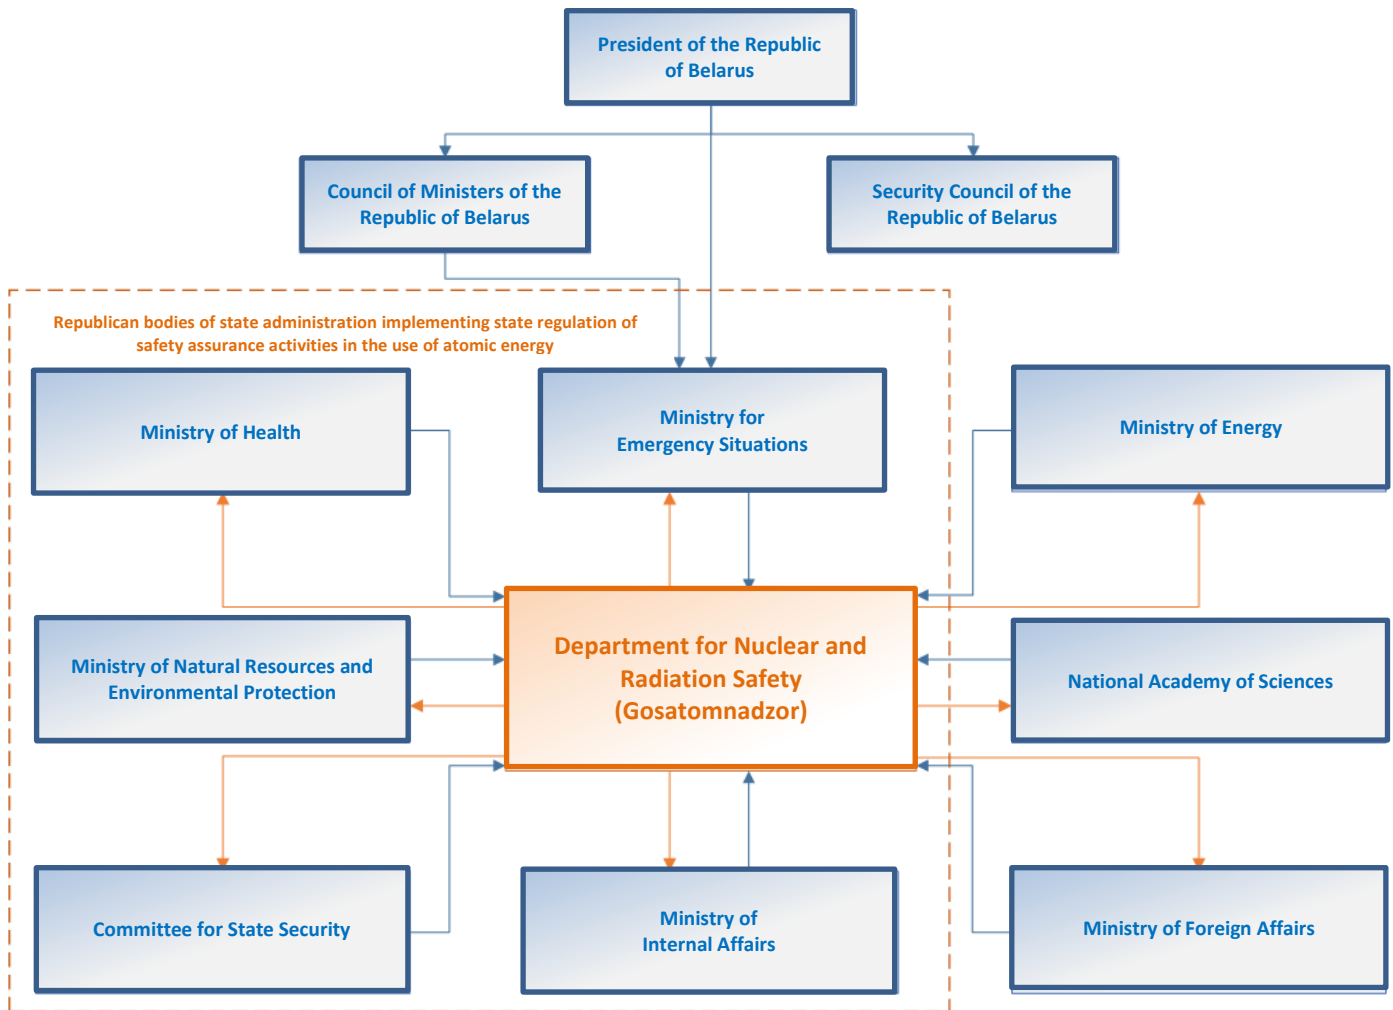 President of the Republic
of Belarus
Council of Ministers of the
Republic of Belarus
Security Council of the
Republic of Belarus
Republican bodies of state administration implementing state regulation of
safety assurance activities in the use of atomic energy
Ministry of Health
Ministry for
Emergency Situations
Ministry of Energy
Ministry of Natural Resources and
Environmental Protection
Department for Nuclear and
Radiation Safety
(Gosatomnadzor)
National Academy of Sciences
Committee for State Security
Ministry of
Internal Affairs
Ministry of Foreign Affairs